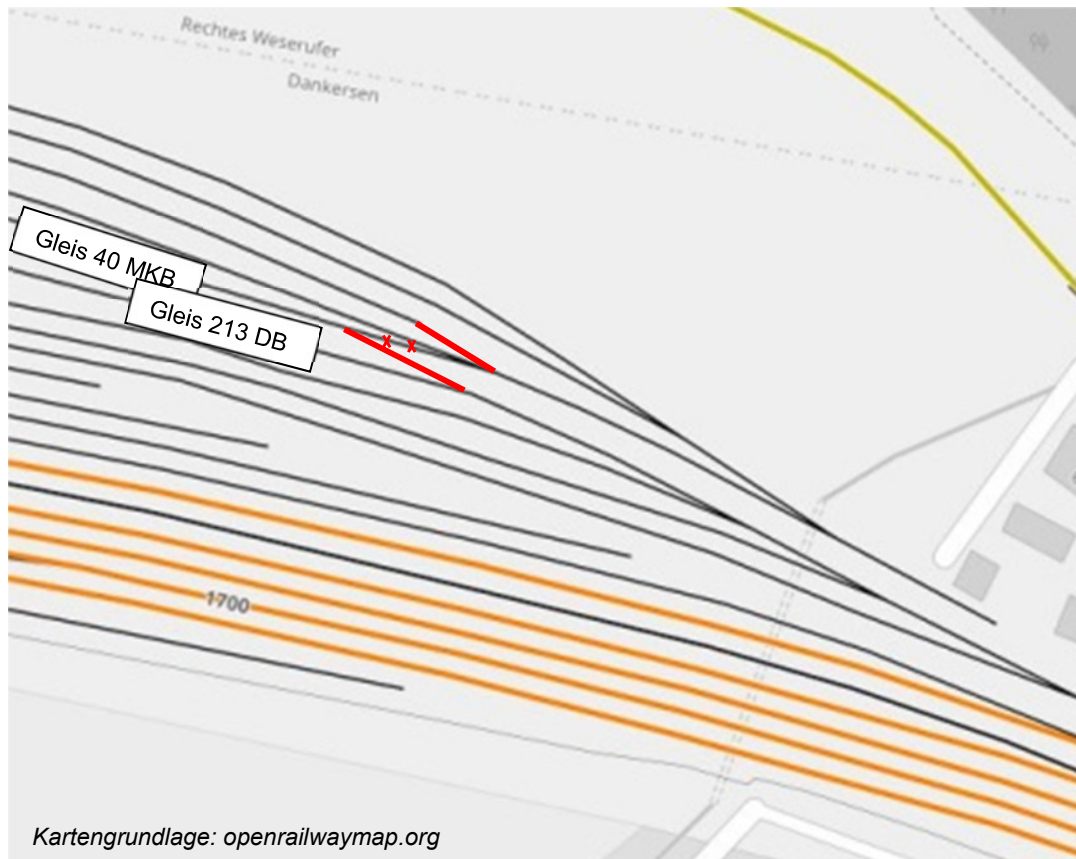 Rechtes Weserufer
Dankersen
Gleis 40 MKB
Gleis 213 DB
x x
1700
Kartengrundlage: openrailwaymap.org